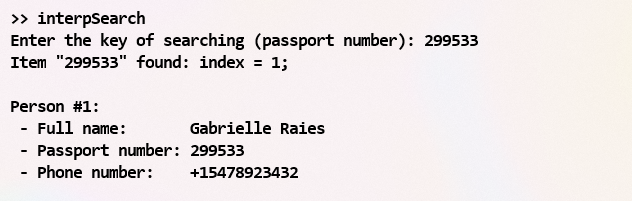 >> interpSearch
Enter the key of searching (passport number): 299533
Item "299533" found: index = 1;
Person #1:
- Full name: Gabrielle Raies
- Passport number: 299533
- Phone number: +15478923432